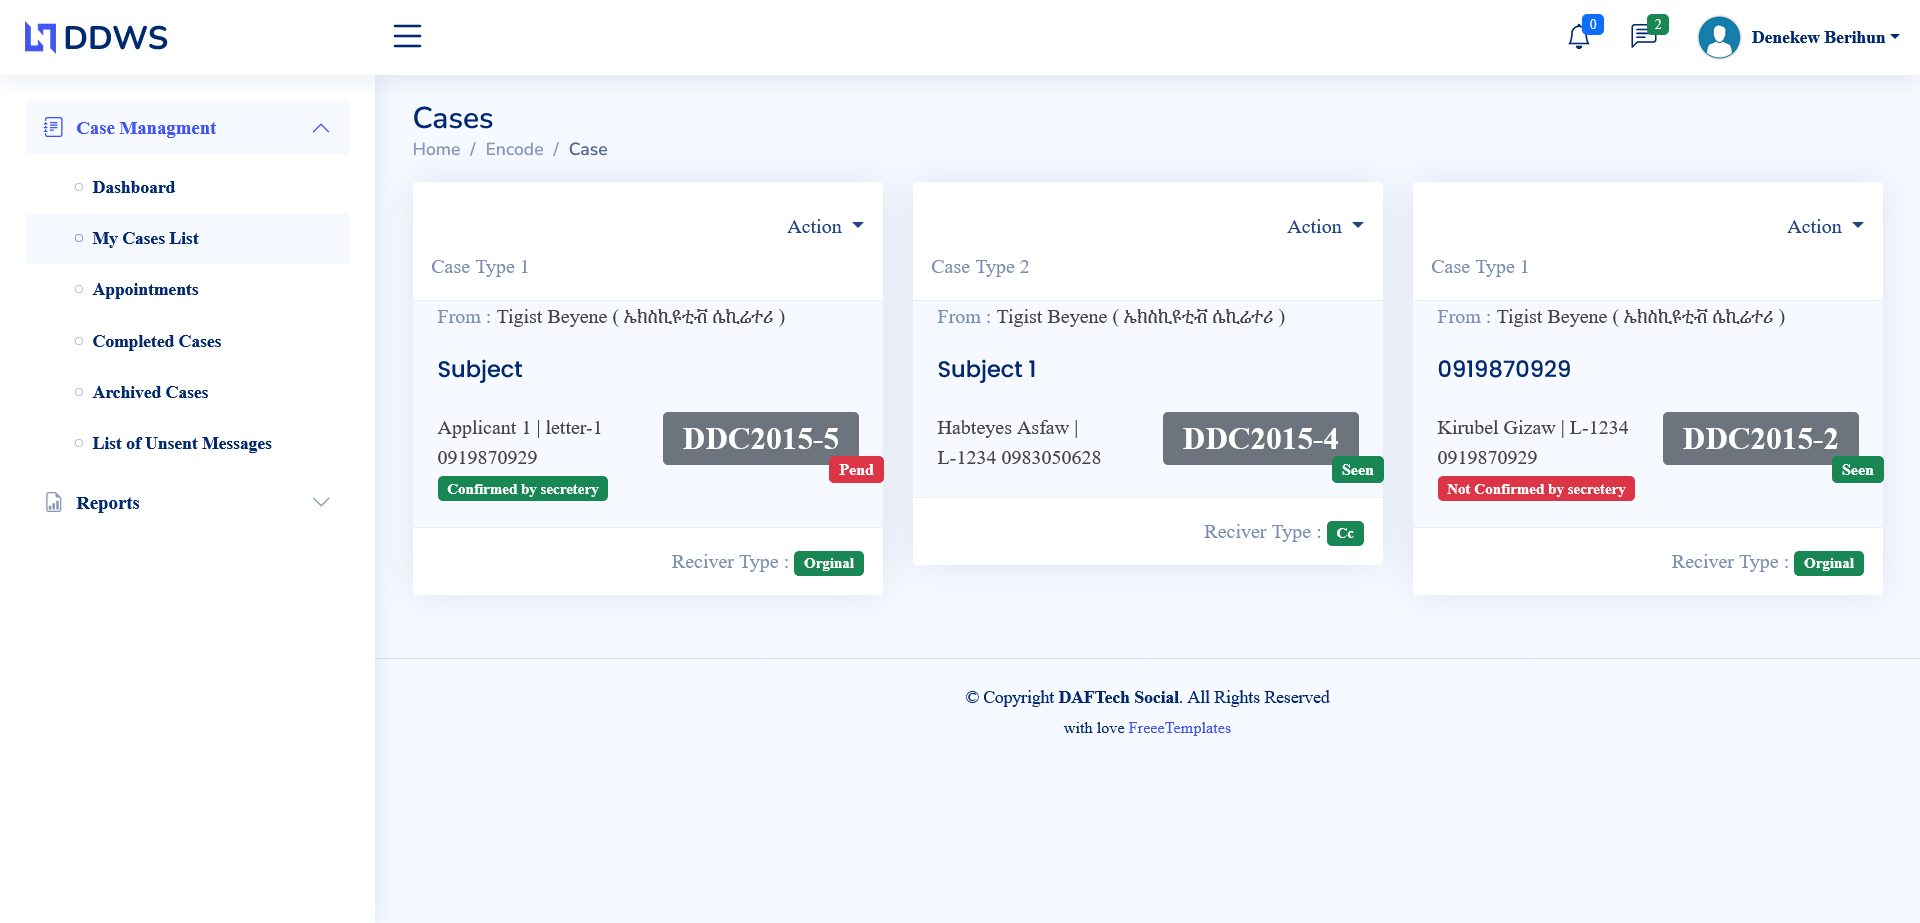 DDWS
0
2
Denekew Berihun
Case Managment
Dashboard
My Cases List
Appointments
Completed Cases
Archived Cases
List of Unsent Messages
Reports
Cases
Home / Encode / Case
Action
Case Type 1
From : Tigist Beyene ( ኤክስኪዩቲቭ ሴኪሬተሪ )
Subject
Applicant 1 | letter-1
0919870929
Confirmed by secretery
DDC2015-5
Pend
Reciver Type : Orginal
Action
Case Type 2
From : Tigist Beyene ( ኤክስኪዩቲቭ ሴኪሬተሪ )
Subject 1
Habteyes Asfaw |
L-1234 0983050628
DDC2015-4
Seen
Reciver Type : Cc
Action
Case Type 1
From : Tigist Beyene ( ኤክስኪዩቲቭ ሴኪሬተሪ )
0919870929
Kirubel Gizaw | L-1234
0919870929
Not Confirmed by secretery
DDC2015-2
Seen
Reciver Type : Orginal
© Copyright DAFTech Social. All Rights Reserved
with love FreeeTemplates